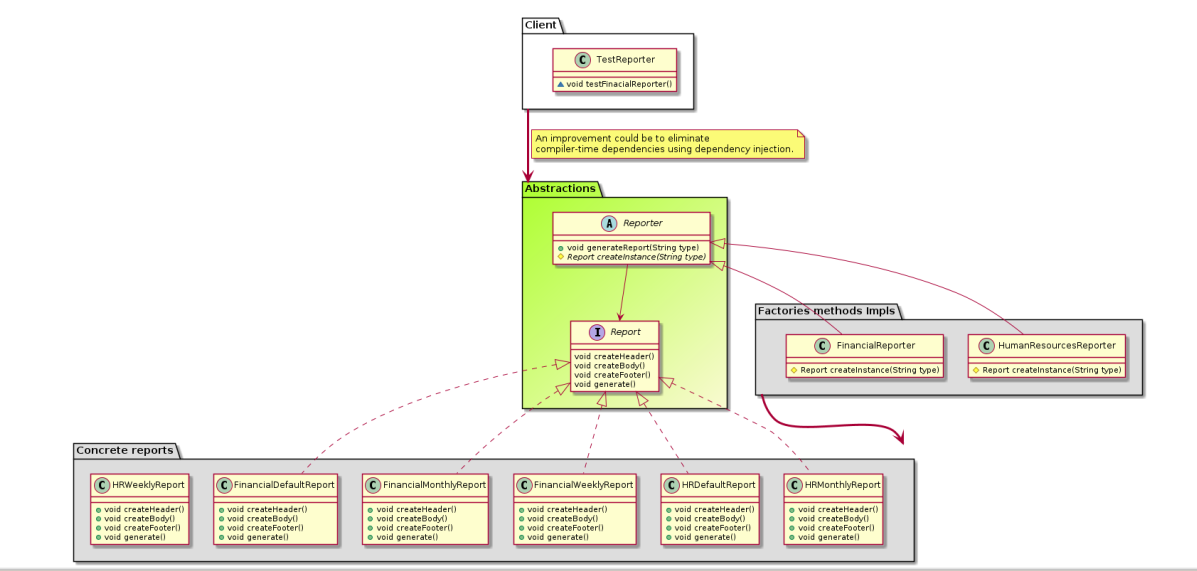 Client
C TestReporter
void testFinacialReporter()
An improvement could be to eliminate
compiler-time dependencies using dependency injection.
Abstractions
A Reporter
void generateReport(String type)
Report createInstance(String type)
I Report
void createHeader()
void createBody()
void createFooter()
void generate()
Factories methods Impls
C FinancialReporter
Report createInstance(String type)
C HumanResourcesReporter
Report createInstance(String type)
Concrete reports
C HRWeeklyReport
void createHeader()
void createBody()
void createFooter()
void generate()
C FinancialDefaultReport
void createHeader()
void createBody()
void createFooter()
void generate()
C FinancialMonthlyReport
void createHeader()
void createBody()
void createFooter()
void generate()
C FinancialWeeklyReport
void createHeader()
void createBody()
void createFooter()
void generate()
C HRDefaultReport
void createHeader()
void createBody()
void createFooter()
void generate()
C HRMonthlyReport
void createHeader()
void createBody()
void createFooter()
void generate()